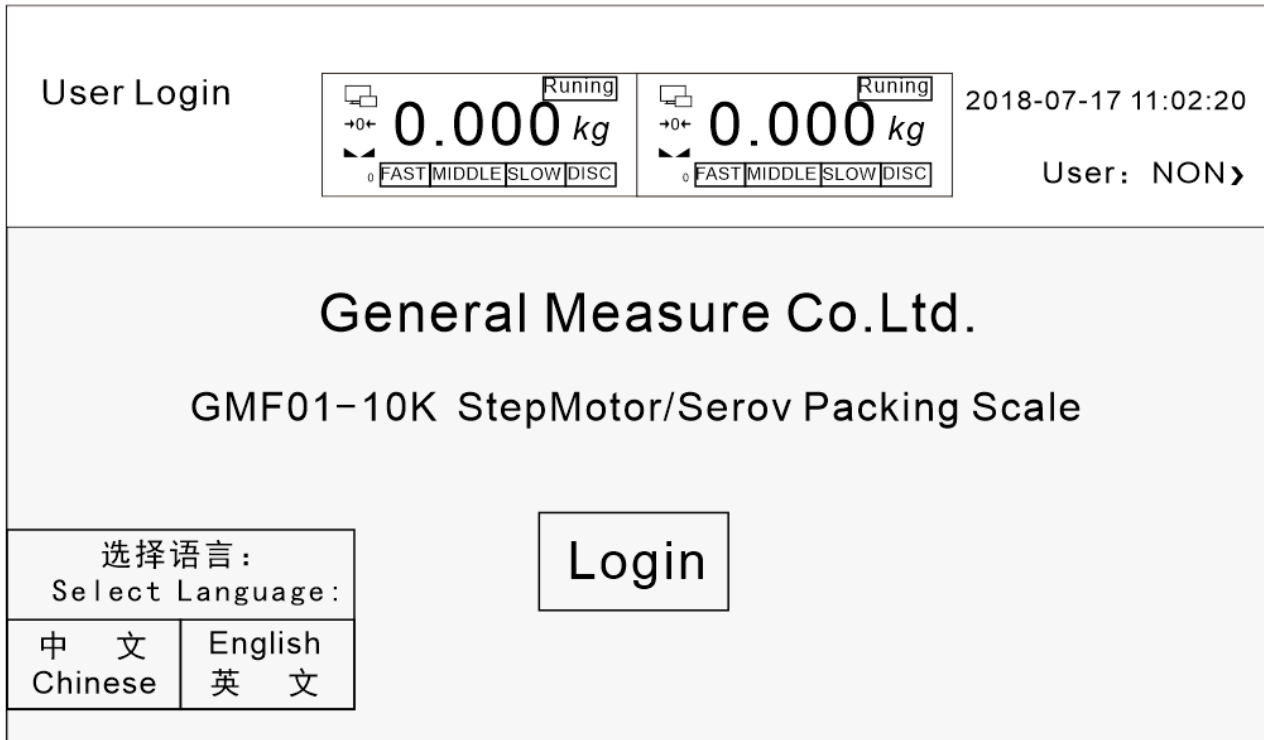 User Login
Runing
→0← 0.000 kg
0 FAST MIDDLE SLOW DISC
Runing
→0← 0.000 kg
0 FAST MIDDLE SLOW DISC
2018-07-17 11:02:20
User： NON›
General Measure Co.Ltd.
GMF01-10K StepMotor/Serov Packing Scale
Login
选择语言：
Select Language:
中 文
Chinese
English
英 文